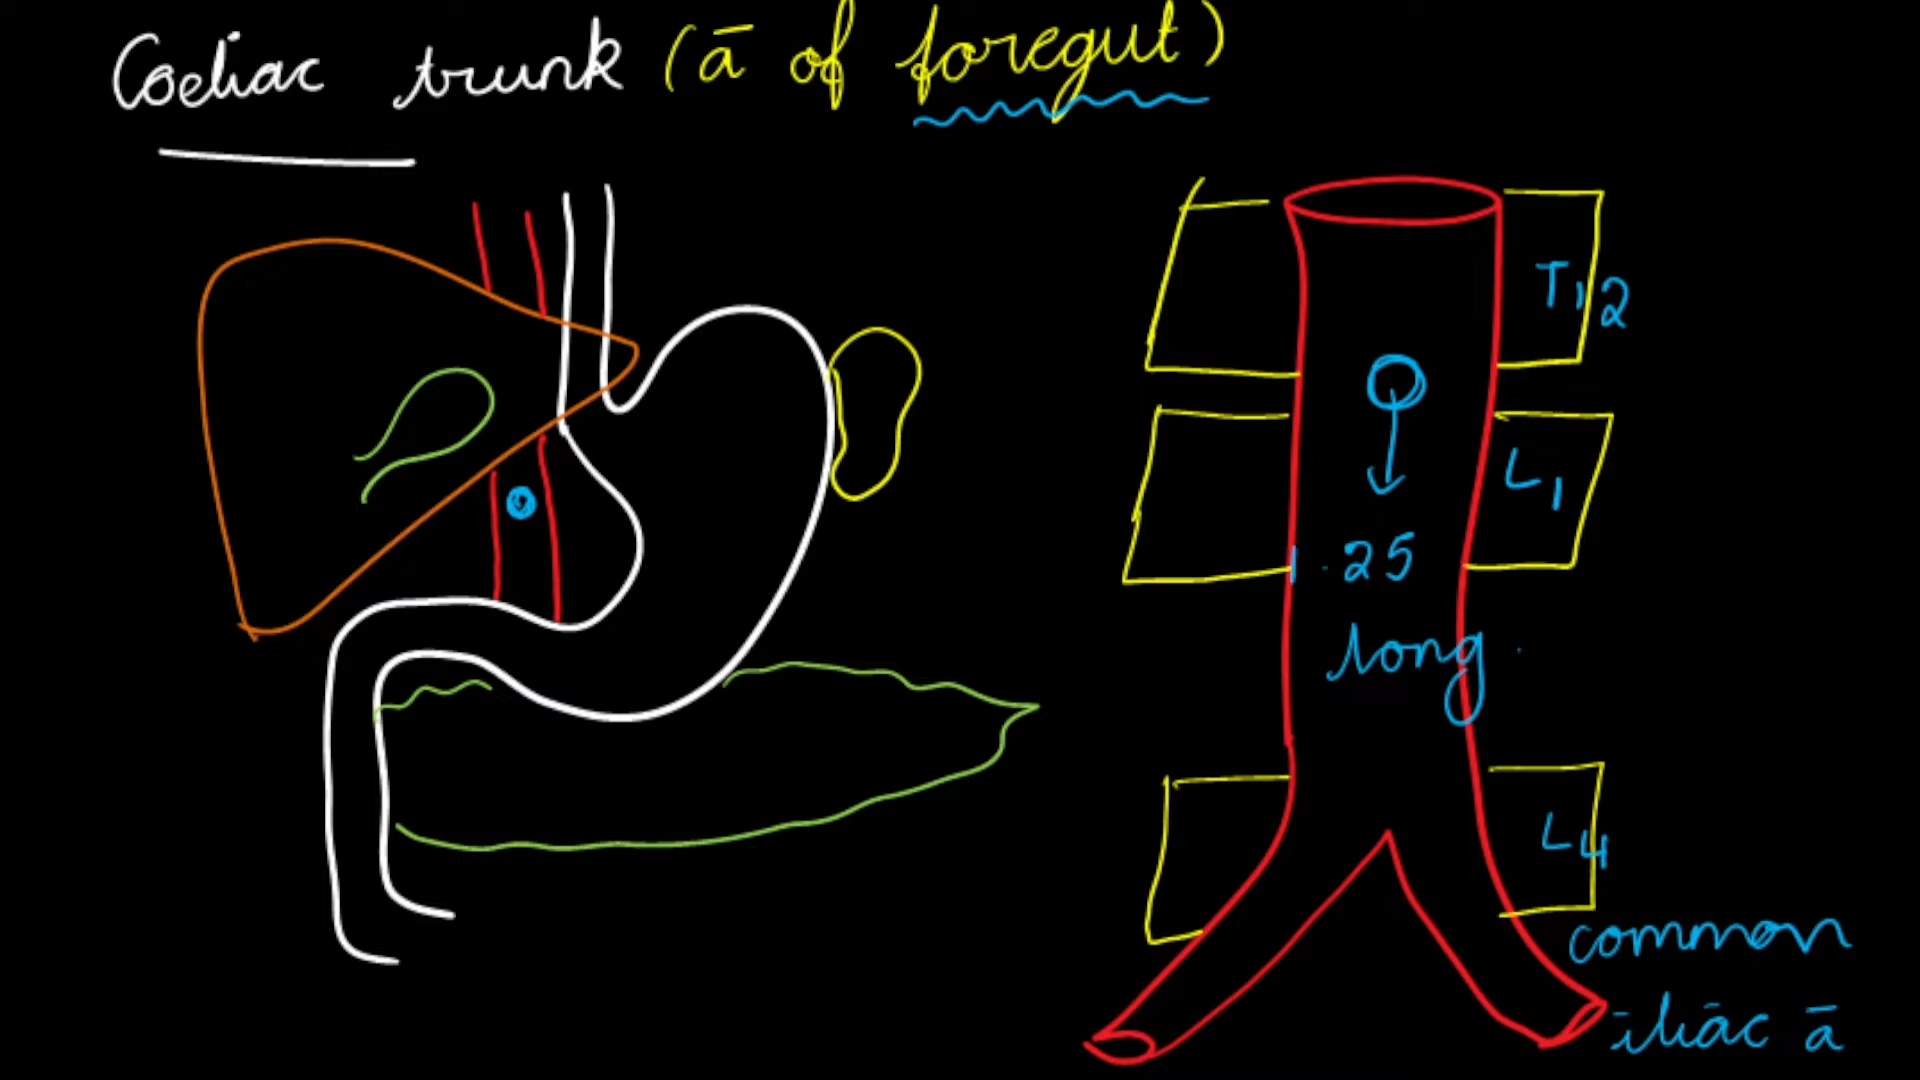 Coeliac trunk (ā of foregut)
T12
L1
1.25
long.
L4
common
iliac ā